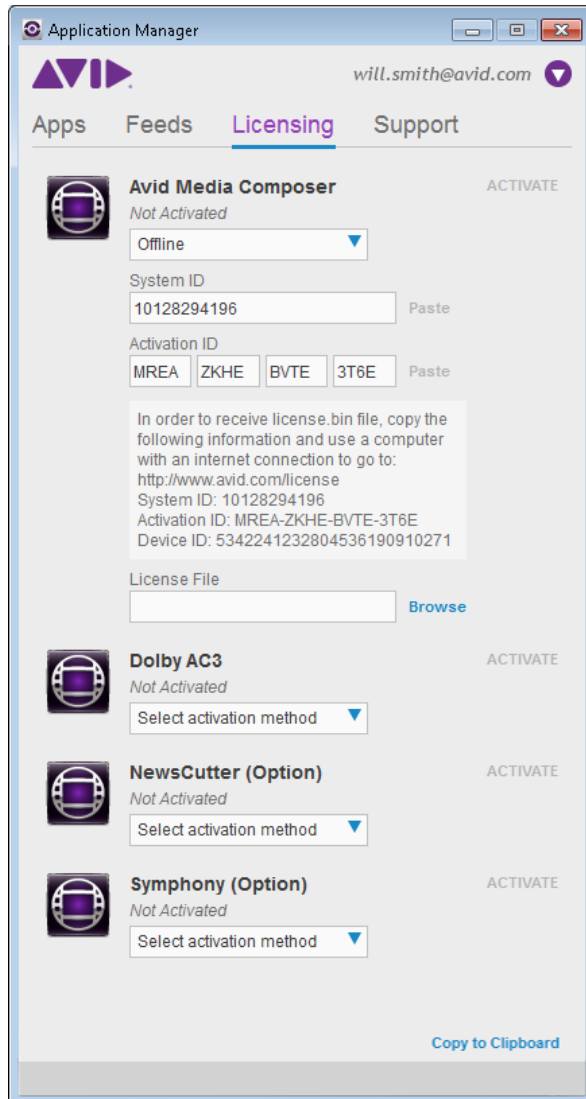 Application Manager
AVID
will.smith@avid.com
Apps Feeds Licensing Support
Avid Media Composer ACTIVATE
Not Activated
Offline
System ID
10128294196 Paste
Activation ID
MREA ZKHE BVTE 3T6E Paste
In order to receive license.bin file, copy the
following information and use a computer
with an internet connection to go to:
http://www.avid.com/license
System ID: 10128294196
Activation ID: MREA-ZKHE-BVTE-3T6E
Device ID: 5342241232804536190910271
License File
Browse
Dolby AC3 ACTIVATE
Not Activated
Select activation method
NewsCutter (Option) ACTIVATE
Not Activated
Select activation method
Symphony (Option) ACTIVATE
Not Activated
Select activation method
Copy to Clipboard